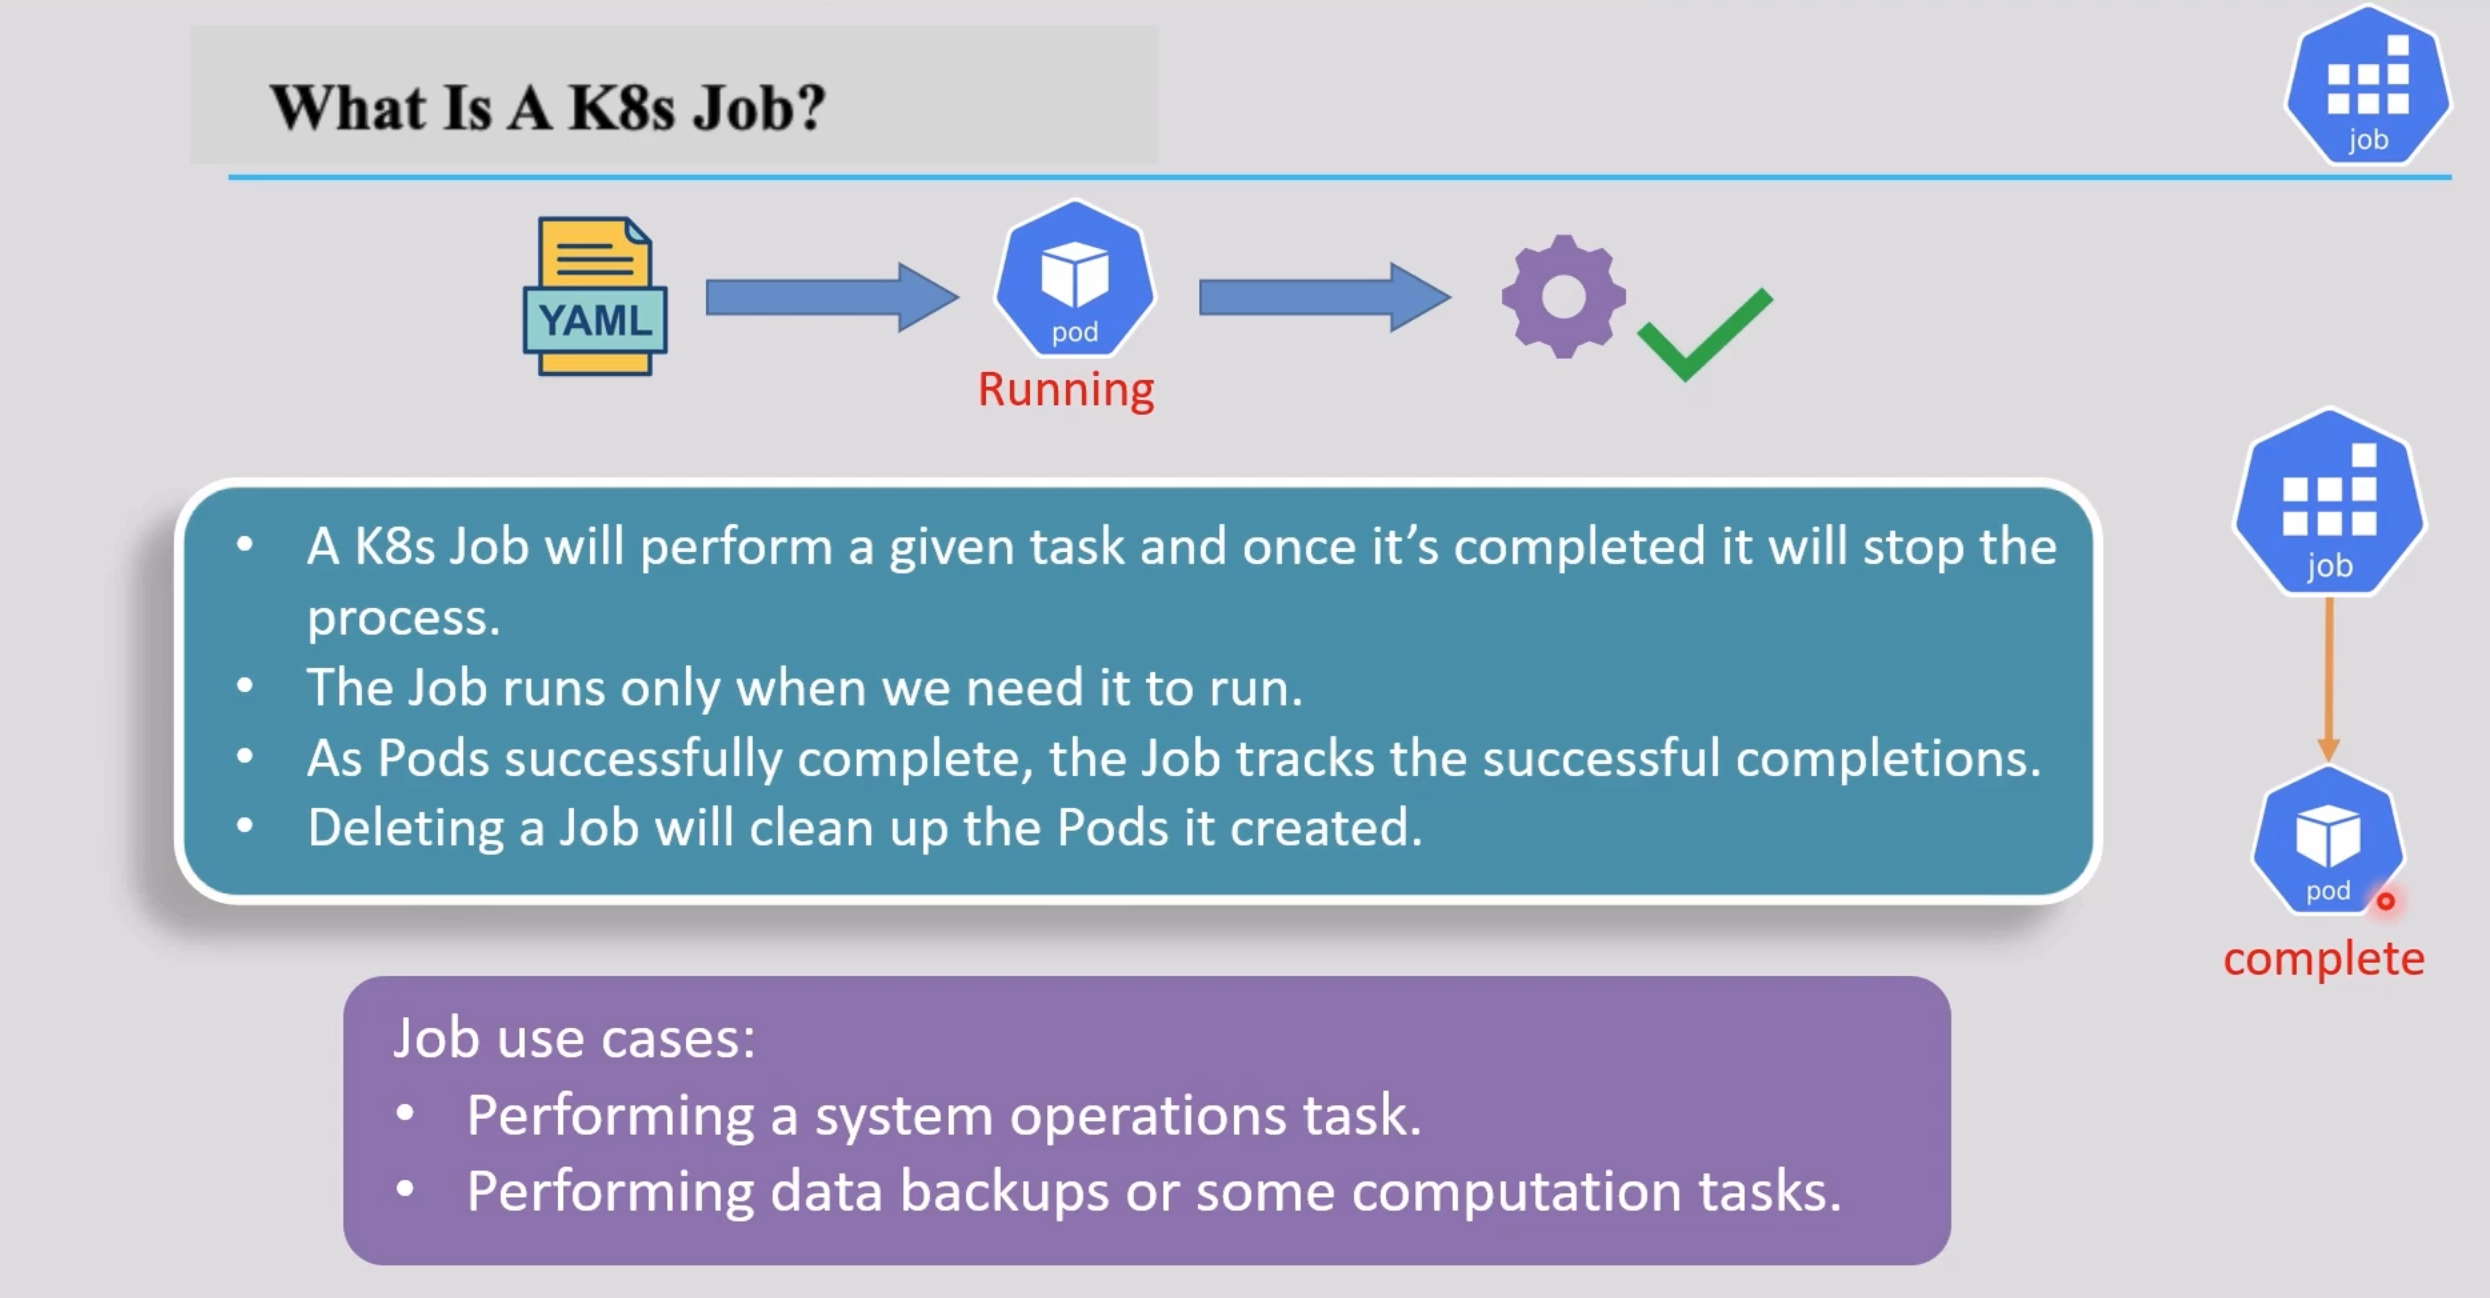 What Is A K8s Job?
job
YAML
pod
Running
• A K8s Job will perform a given task and once it’s completed it will stop the
process.
• The Job runs only when we need it to run.
• As Pods successfully complete, the Job tracks the successful completions.
• Deleting a Job will clean up the Pods it created.
job
pod
complete
Job use cases:
• Performing a system operations task.
• Performing data backups or some computation tasks.